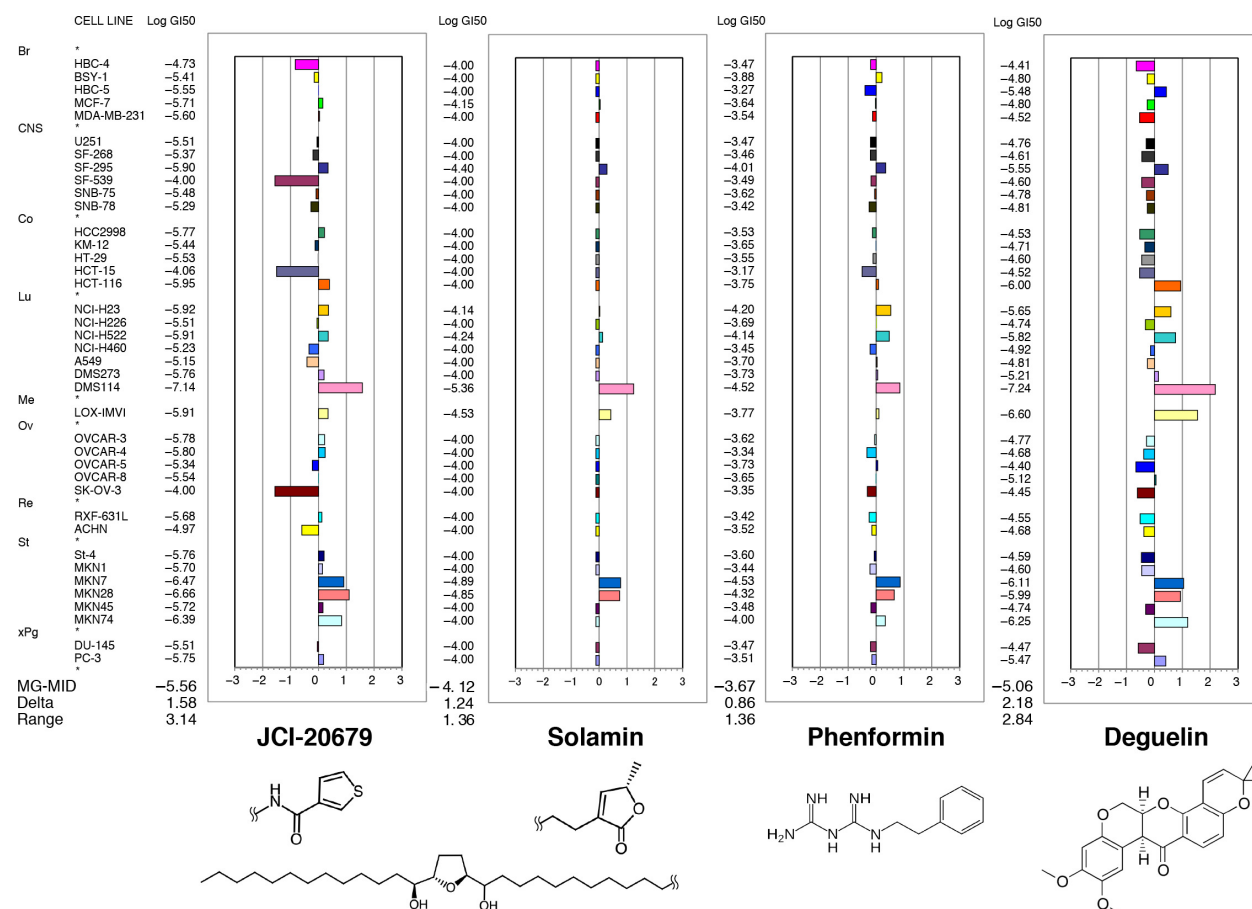 CELL LINE Log GI50 Log GI50 Log GI50 Log GI50
Br *
HBC-4 −4.73 −4.00 −3.47 −4.41
BSY-1 −5.41 −4.00 −3.88 −4.80
HBC-5 −5.55 −4.00 −3.27 −5.48
MCF-7 −5.71 −4.15 −3.64 −4.80
MDA-MB-231 −5.60 −4.00 −3.54 −4.52
CNS *
U251 −5.51 −4.00 −3.47 −4.76
SF-268 −5.37 −4.00 −3.46 −4.61
SF-295 −5.90 −4.40 −4.01 −5.55
SF-539 −4.00 −4.00 −3.49 −4.60
SNB-75 −5.48 −4.00 −3.62 −4.78
SNB-78 −5.29 −4.00 −3.42 −4.81
Co *
HCC2998 −5.77 −4.00 −3.53 −4.53
KM-12 −5.44 −4.00 −3.65 −4.71
HT-29 −5.53 −4.00 −3.55 −4.60
HCT-15 −4.06 −4.00 −3.17 −4.52
HCT-116 −5.95 −4.00 −3.75 −6.00
Lu *
NCI-H23 −5.92 −4.14 −4.20 −5.65
NCI-H226 −5.51 −4.00 −3.69 −4.74
NCI-H522 −5.91 −4.24 −4.14 −5.82
NCI-H460 −5.23 −4.00 −3.45 −4.92
A549 −5.15 −4.00 −3.70 −4.81
DMS273 −5.76 −4.00 −3.73 −5.21
DMS114 −7.14 −5.36 −4.52 −7.24
Me *
LOX-IMVI −5.91 −4.53 −3.77 −6.60
Ov *
OVCAR-3 −5.78 −4.00 −3.62 −4.77
OVCAR-4 −5.80 −4.00 −3.34 −4.68
OVCAR-5 −5.34 −4.00 −3.73 −4.40
OVCAR-8 −5.54 −4.00 −3.65 −5.12
SK-OV-3 −4.00 −4.00 −3.35 −4.45
Re *
RXF-631L −5.68 −4.00 −3.42 −4.55
ACHN −4.97 −4.00 −3.52 −4.68
St *
St-4 −5.76 −4.00 −3.60 −4.59
MKN1 −5.70 −4.00 −3.44 −4.60
MKN7 −6.47 −4.89 −4.53 −6.11
MKN28 −6.66 −4.85 −4.32 −5.99
MKN45 −5.72 −4.00 −3.48 −4.74
MKN74 −6.39 −4.00 −4.00 −6.25
xPg *
DU-145 −5.51 −4.00 −3.47 −4.47
PC-3 −5.75 −4.00 −3.51 −5.47
*
−3 −2 −1 0 1 2 3 −3 −2 −1 0 1 2 3 −3 −2 −1 0 1 2 3 −3 −2 −1 0 1 2 3
MG-MID −5.56 −4.12 −3.67 −5.06
Delta 1.58 1.24 0.86 2.18
Range 3.14 1.36 1.36 2.84
JCI-20679 Solamin Phenformin Deguelin
H
N
S
O
O
O
NH NH
H₂N N N
H H
H
O
O
O
H
O
O
O
O
OH
OH